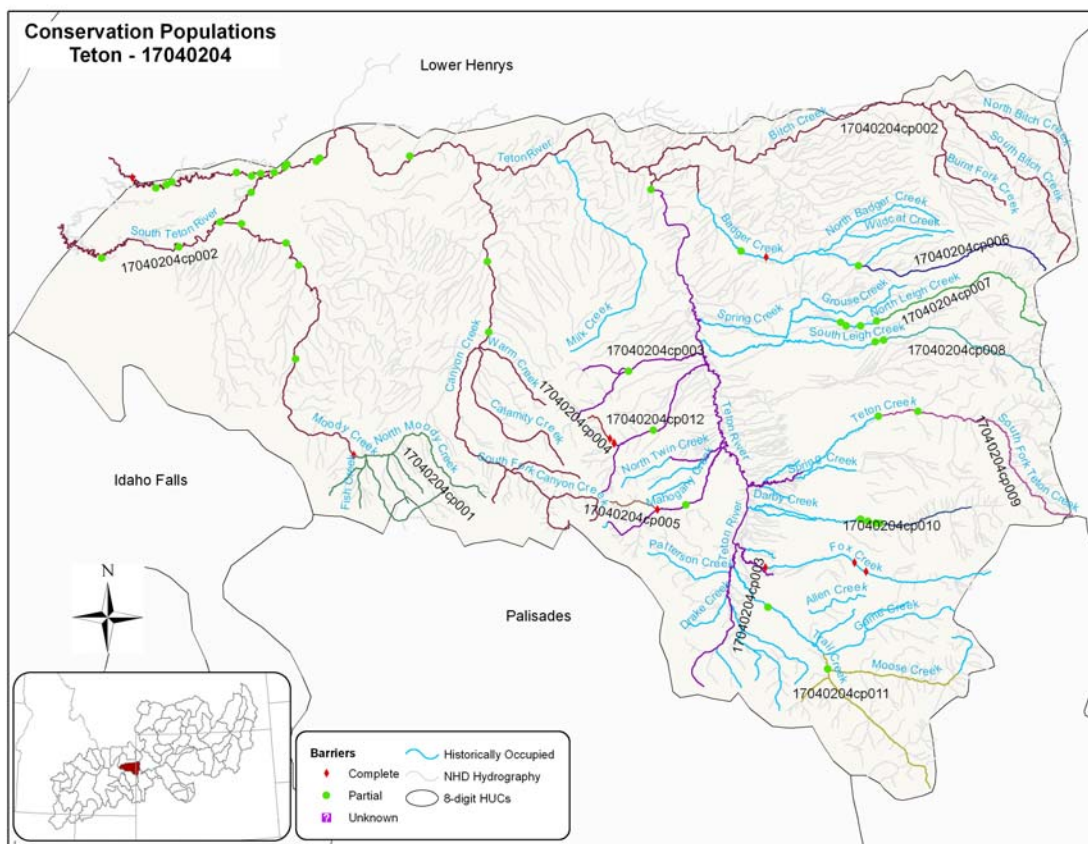 Conservation Populations
Teton - 17040204
Lower Henrys
North Bitch Creek
Bitch Creek
17040204cp002
South Bitch Creek
Burnt Fork Creek
Teton River
North Badger Creek
Wildcat Creek
Badger Creek
17040204cp006
South Teton River
17040204cp002
Grouse Creek
North Leigh Creek
17040204cp007
Spring Creek
South Leigh Creek
17040204cp008
Milk Creek
17040204cp003
Canyon Creek
Warm Creek
17040204cp004
Calamity Creek
17040204cp012
Teton River
Teton Creek
South Fork Teton Creek
17040204cp009
Moody Creek
North Moody Creek
Fish Creek
17040204cp001
South Fork Canyon Creek
North Twin Creek
Mahogany Creek
17040204cp005
Spring Creek
Darby Creek
17040204cp010
Idaho Falls
Teton River
Patterson Creek
Fox Creek
Drake Creek
17040204cp003
Allen Creek
Game Creek
Trail Creek
Moose Creek
17040204cp011
Palisades
N
Barriers
Complete
Partial
? Unknown
Historically Occupied
NHD Hydrography
8-digit HUCs